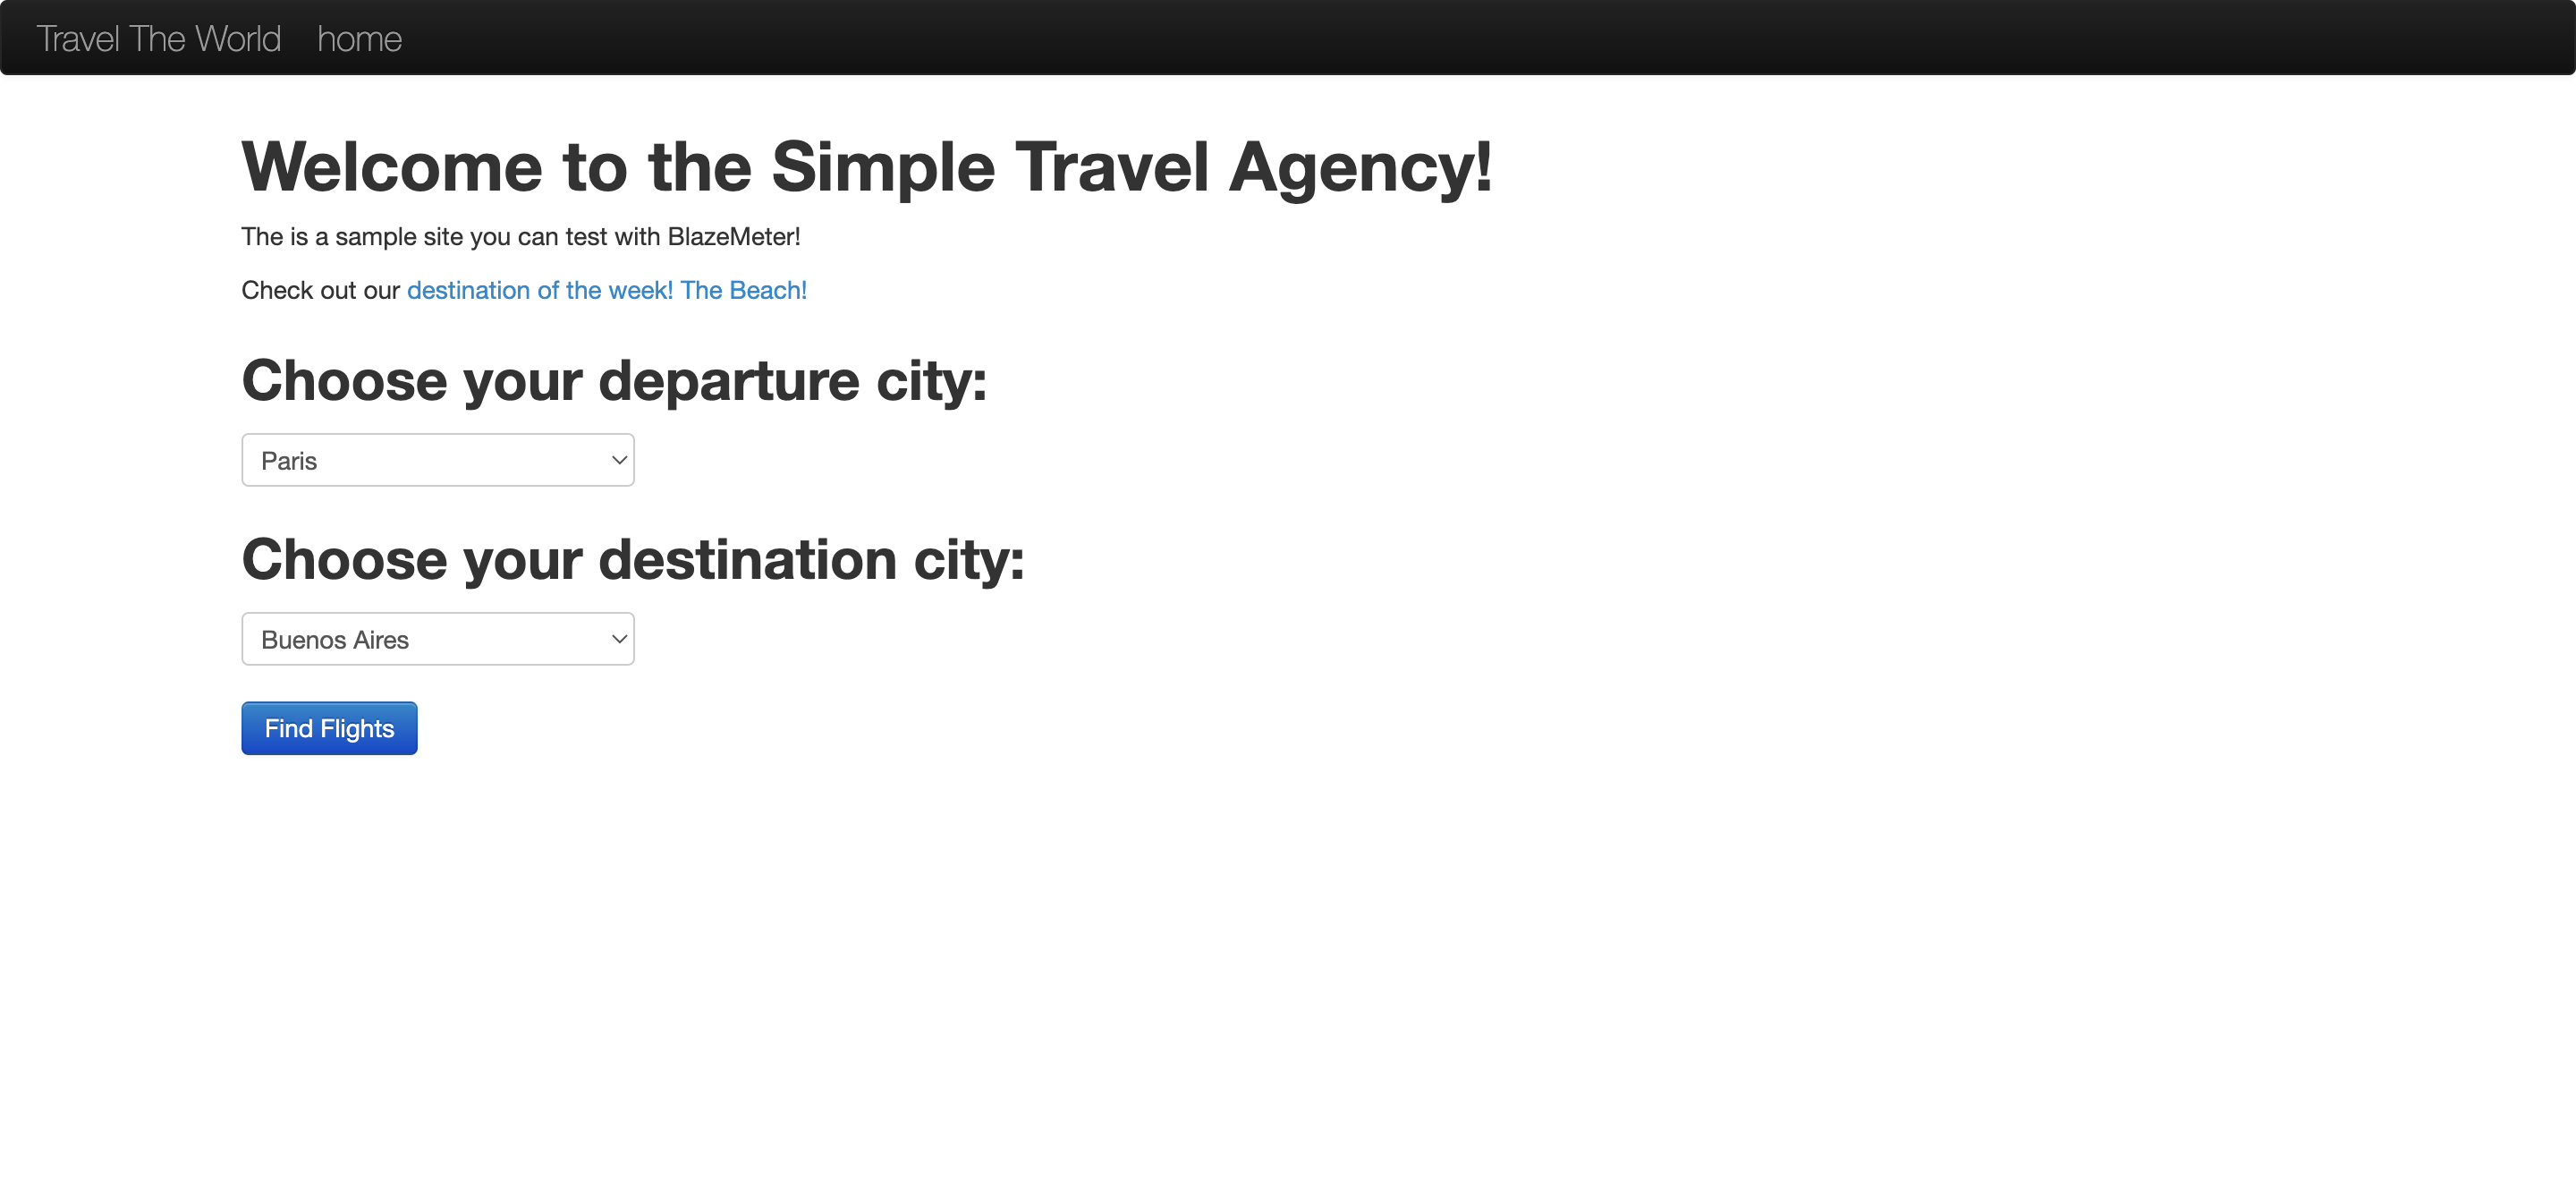 Travel The World home
Welcome to the Simple Travel Agency!
The is a sample site you can test with BlazeMeter!
Check out our destination of the week! The Beach!
Choose your departure city:
Paris
Choose your destination city:
Buenos Aires
Find Flights